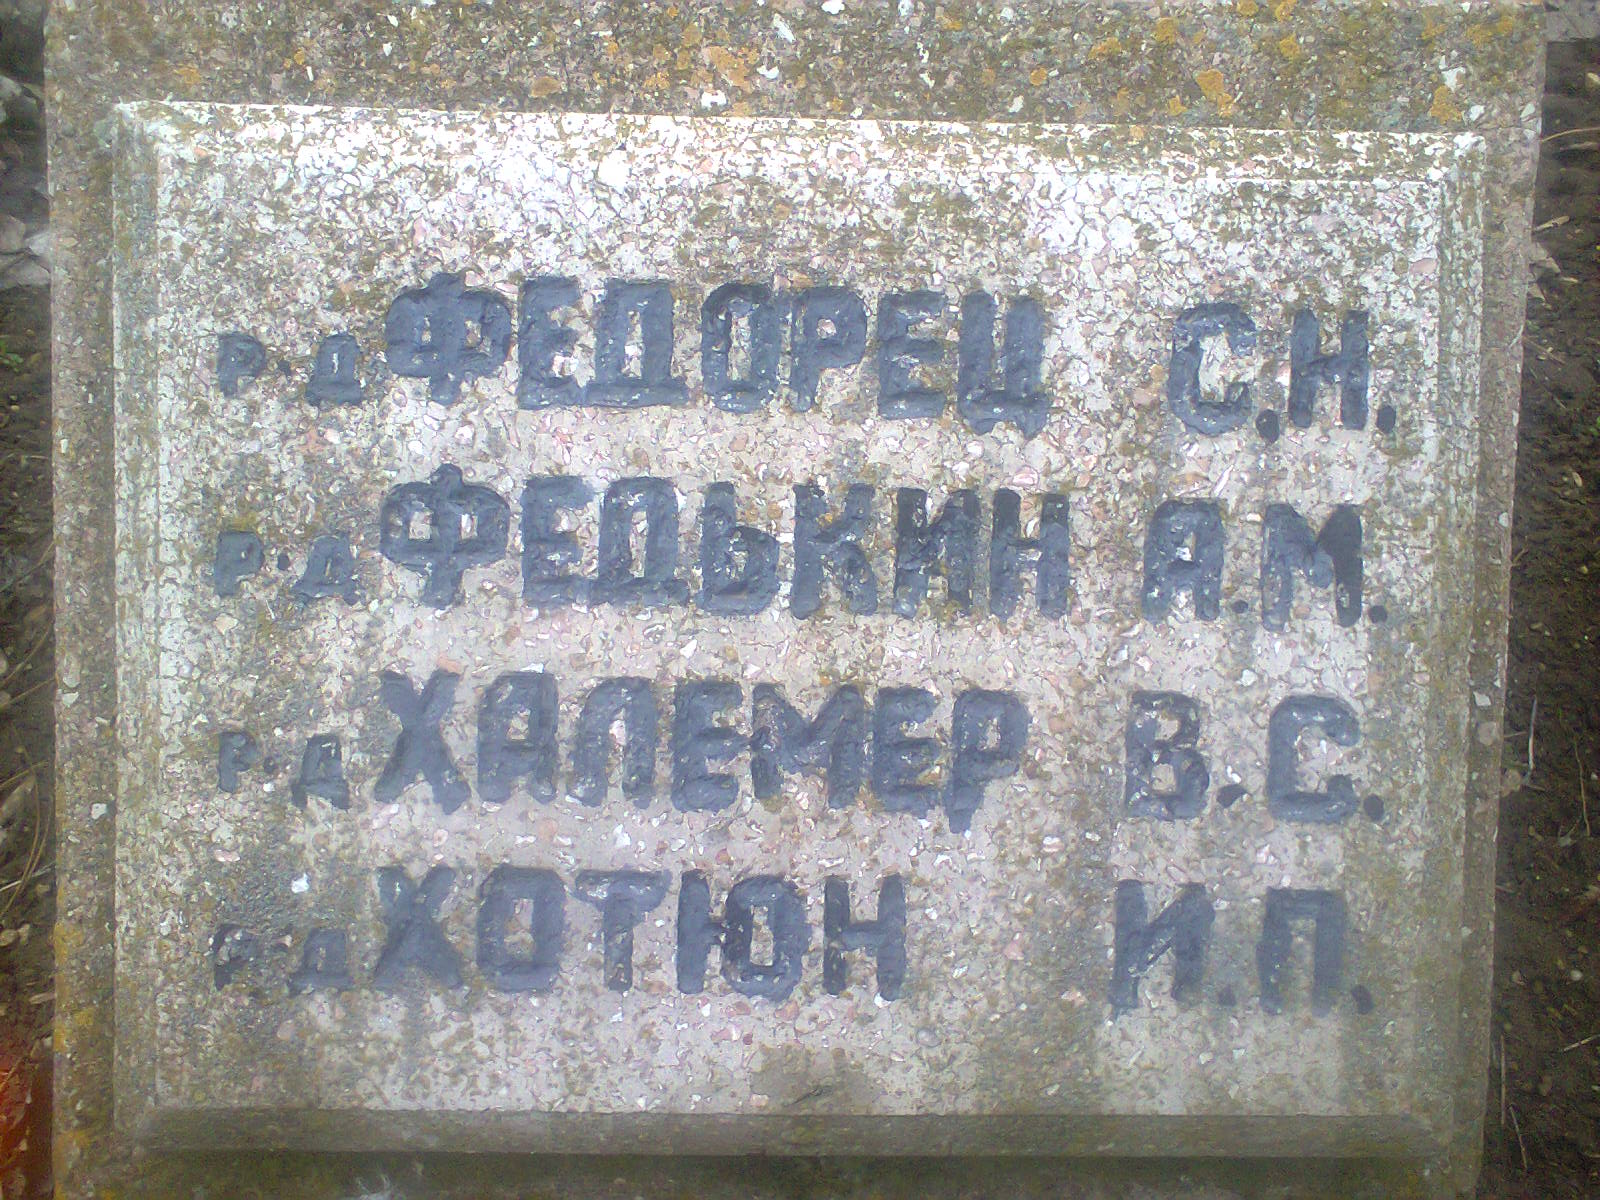 р-д ФЕДОРЕЦ С.Н.
р-д ФЕДЬКИН А.М.
р-д ХАЛЕМЕР В.С.
р-д ХОТЮН И.П.